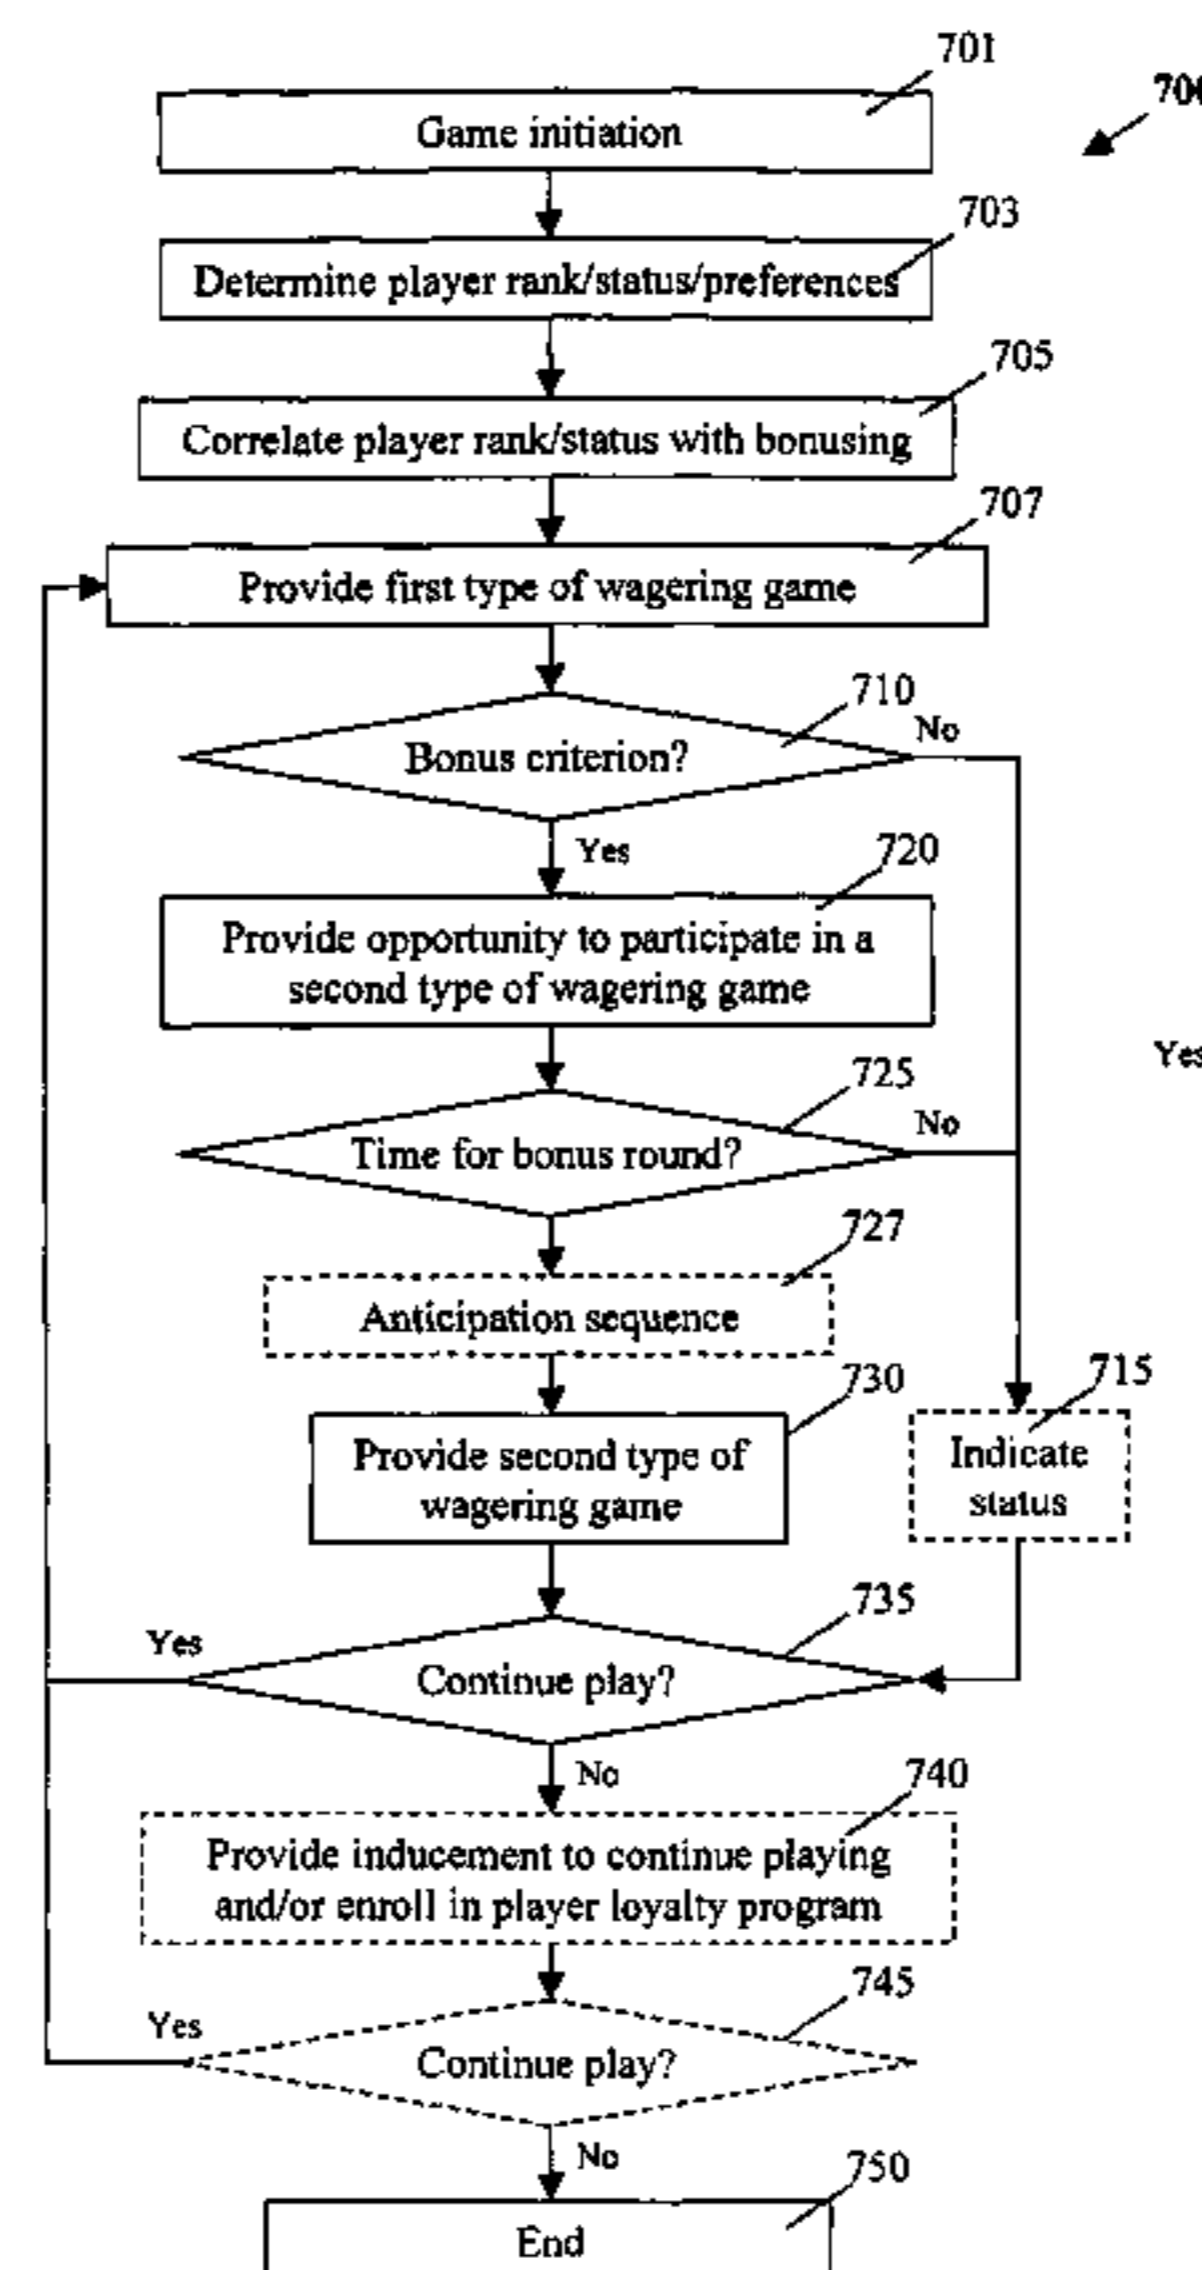 701
700
Game initiation
703
Determine player rank/status/preferences
705
Correlate player rank/status with bonusing
707
Provide first type of wagering game
710
No
Bonus criterion?
Yes
720
Provide opportunity to participate in a
second type of wagering game
Yes
725
No
Time for bonus round?
727
Anticipation sequence
730
715
Provide second type of
wagering game
Indicate
status
735
Yes
Continue play?
No
740
Provide inducement to continue playing
and/or enroll in player loyalty program
745
Yes
Continue play?
No
750
End